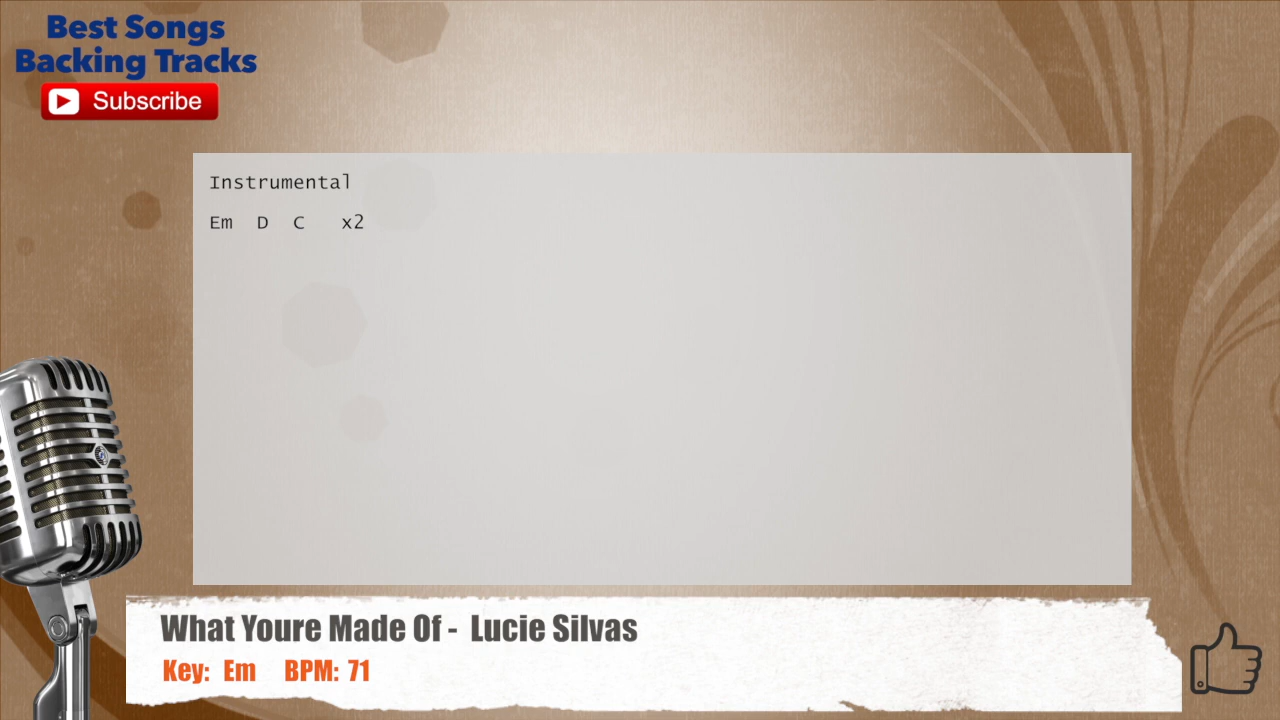 Best Songs
Backing Tracks
Subscribe
Instrumental
Em D C x2
What Youre Made Of - Lucie Silvas
Key: Em BPM: 71